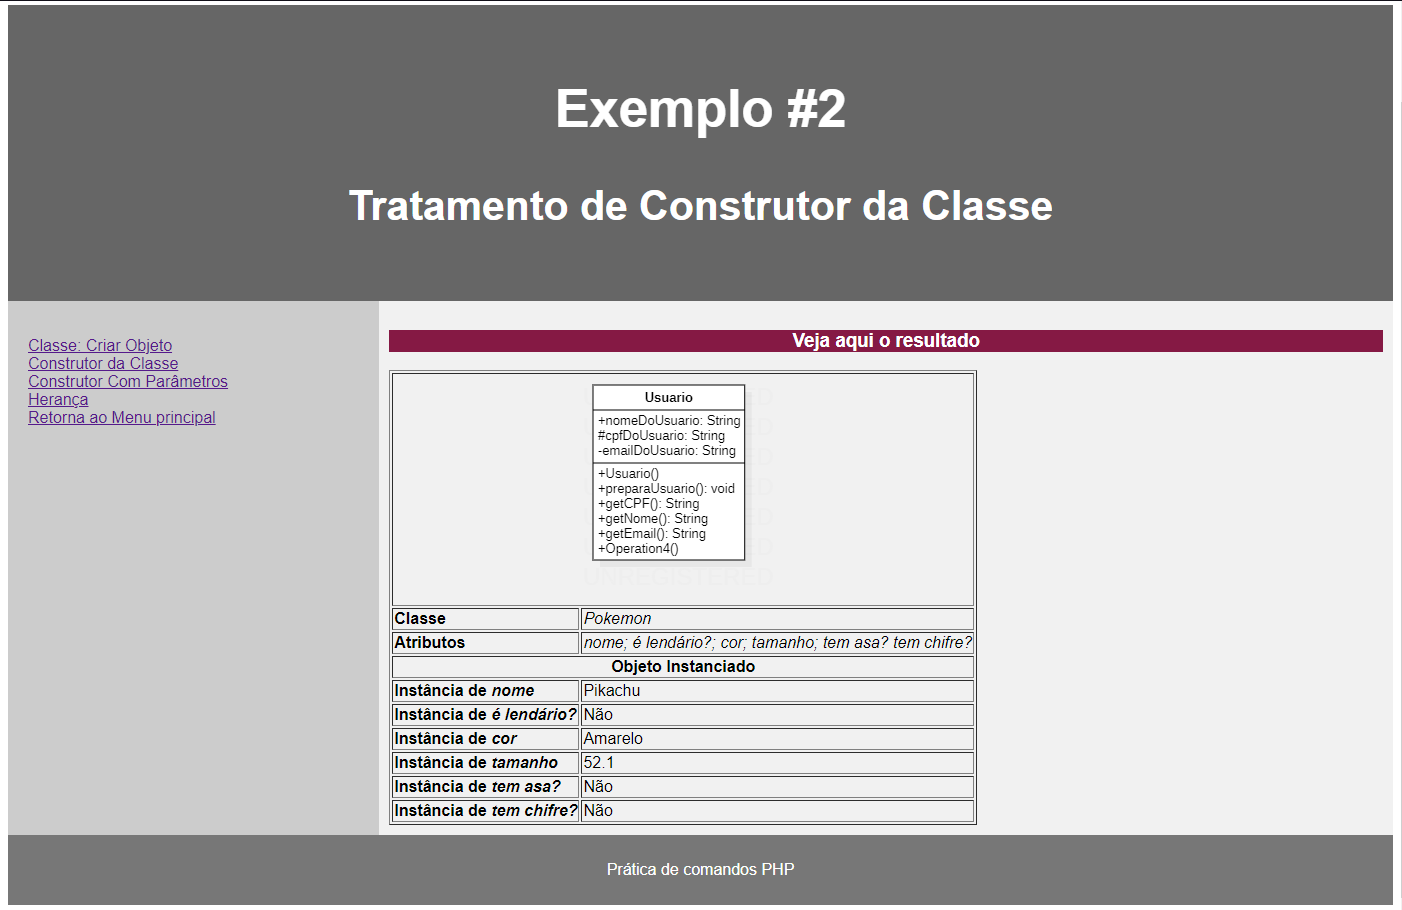 Exemplo #2
Tratamento de Construtor da Classe
Classe: Criar Objeto
Construtor da Classe
Construtor Com Parâmetros
Herança
Retorna ao Menu principal
Veja aqui o resultado
Usuario
+nomeDoUsuario: String
#cpfDoUsuario: String
-emailDoUsuario: String
+Usuario()
+preparaUsuario(): void
+getCPF(): String
+getNome(): String
+getEmail(): String
+Operation4()
UNREGISTERED
Classe Pokemon
Atributos nome; é lendário?; cor; tamanho; tem asa? tem chifre?
Objeto Instanciado
Instância de nome Pikachu
Instância de é lendário? Não
Instância de cor Amarelo
Instância de tamanho 52.1
Instância de tem asa? Não
Instância de tem chifre? Não
Prática de comandos PHP